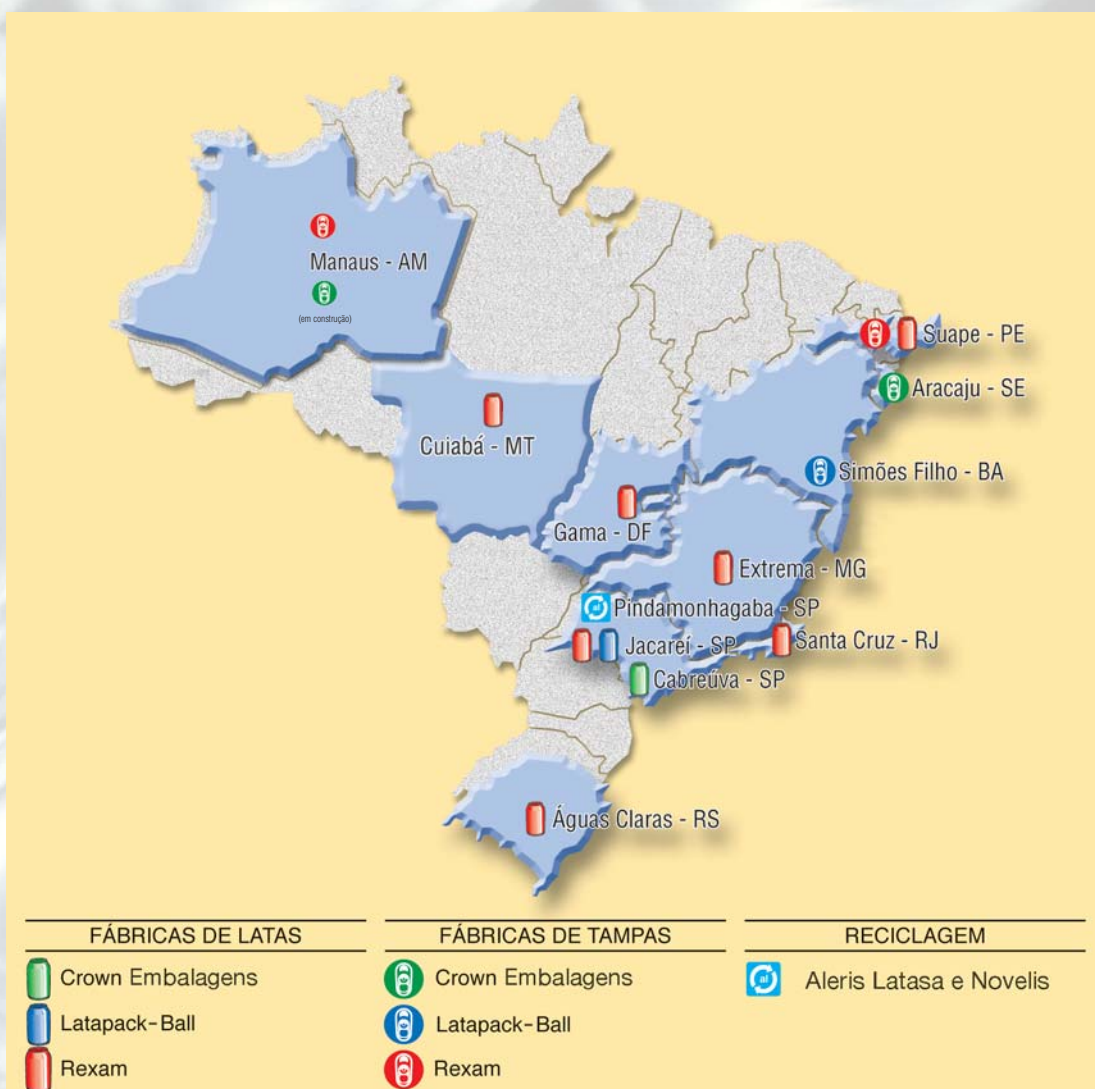 Manaus - AM
(em construção)
Suape - PE
Aracaju - SE
Cuiabá - MT
Simões Filho - BA
Gama - DF
Extrema - MG
Pindamonhagaba - SP
Jacareí - SP
Santa Cruz - RJ
Cabreúva - SP
Águas Claras - RS
FÁBRICAS DE LATAS
Crown Embalagens
Latapack-Ball
Rexam
FÁBRICAS DE TAMPAS
Crown Embalagens
Latapack-Ball
Rexam
RECICLAGEM
al
Aleris Latasa e Novelis